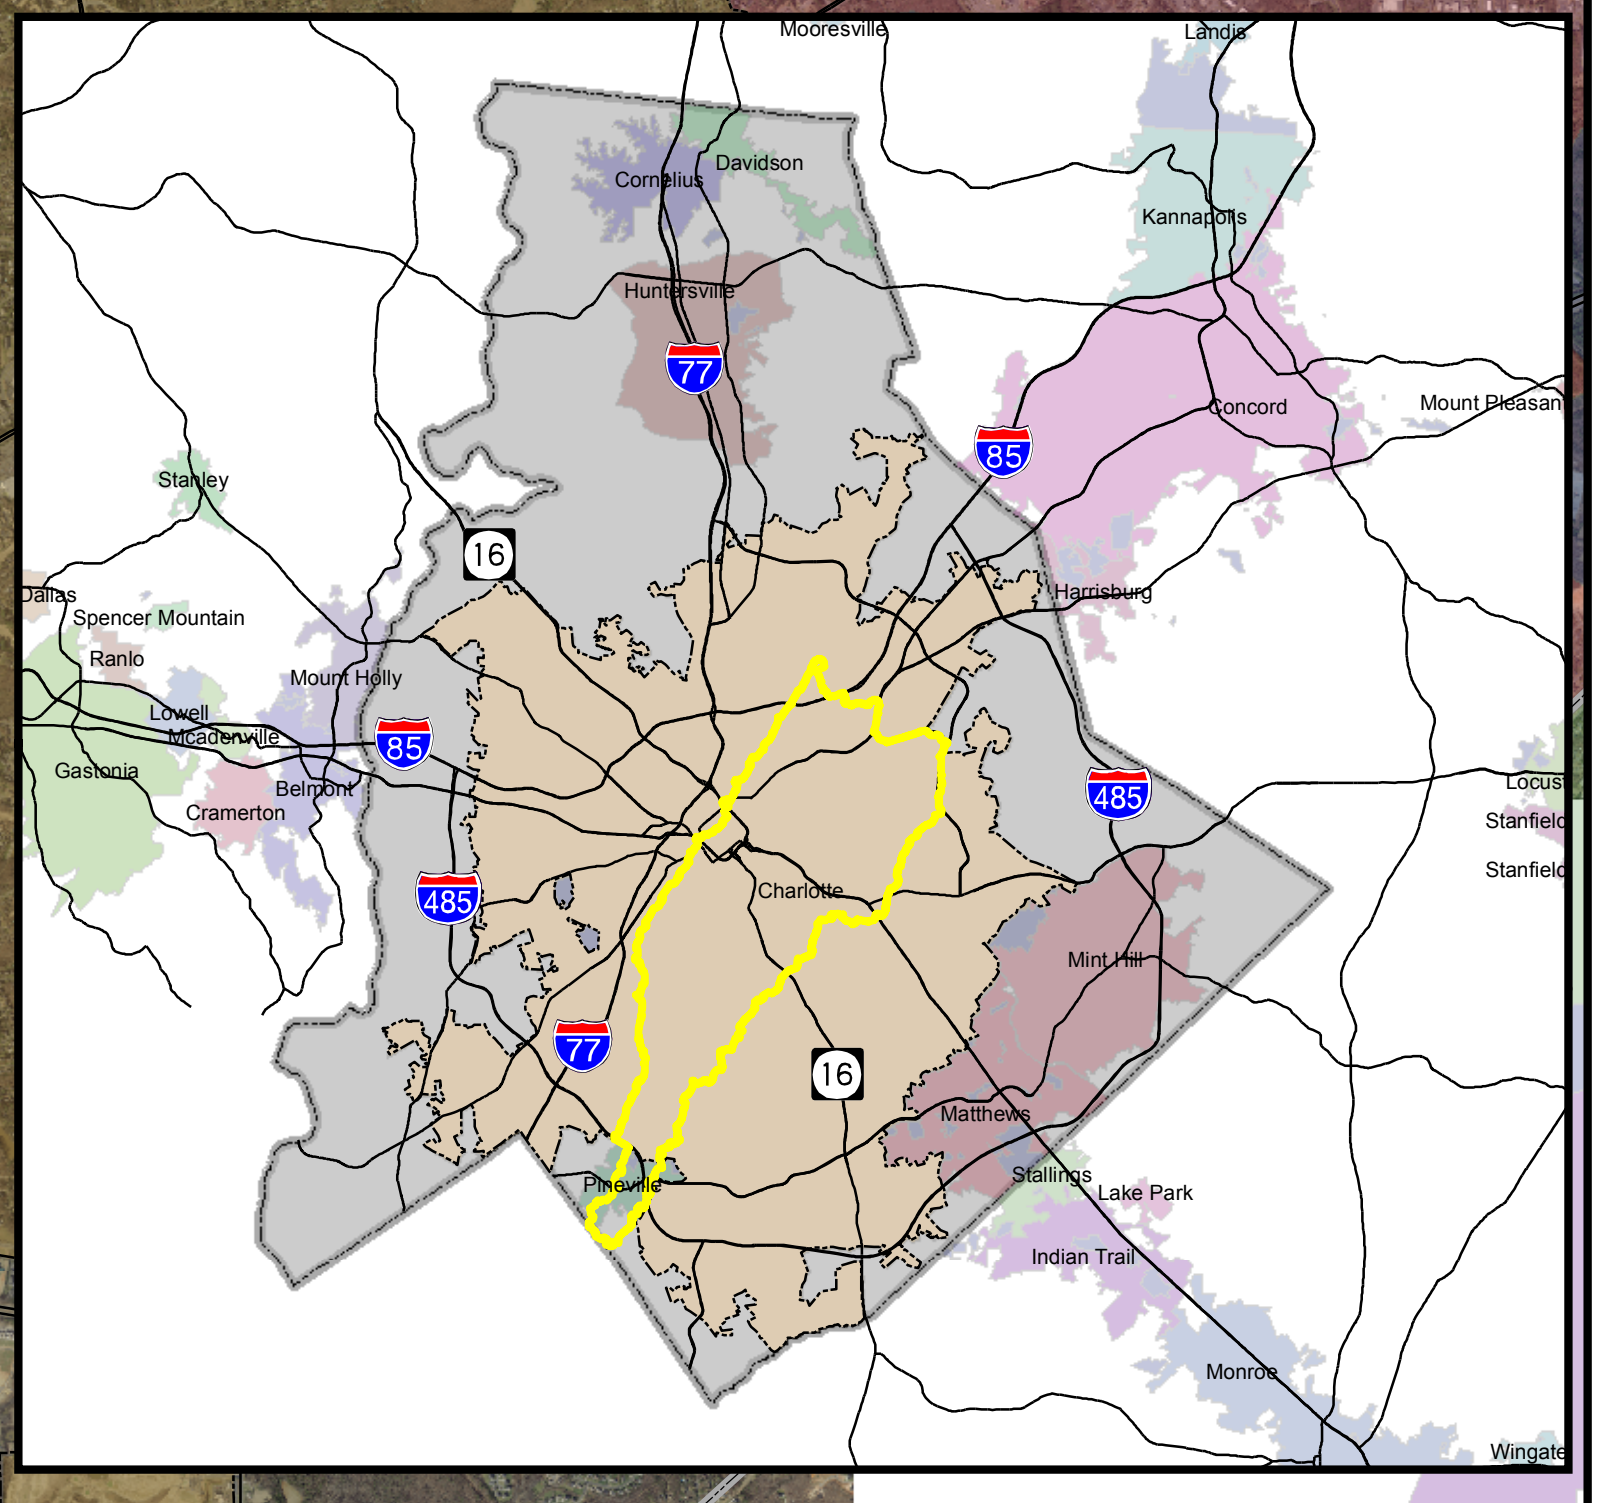 Mooresville
Landis
Davidson
Cornelius
Kannapolis
Huntersville
77
Concord
Mount Pleasan
85
Stanley
16
Dallas
Harrisburg
Spencer Mountain
Ranlo
Mount Holly
Lowell
Mcadenville
85
Gastonia
Belmont
Cramerton
485
Locus
Stanfield
Stanfield
Charlotte
485
Mint Hill
77
16
Matthews
Stallings
Pineville
Lake Park
Indian Trail
Monroe
Wingate